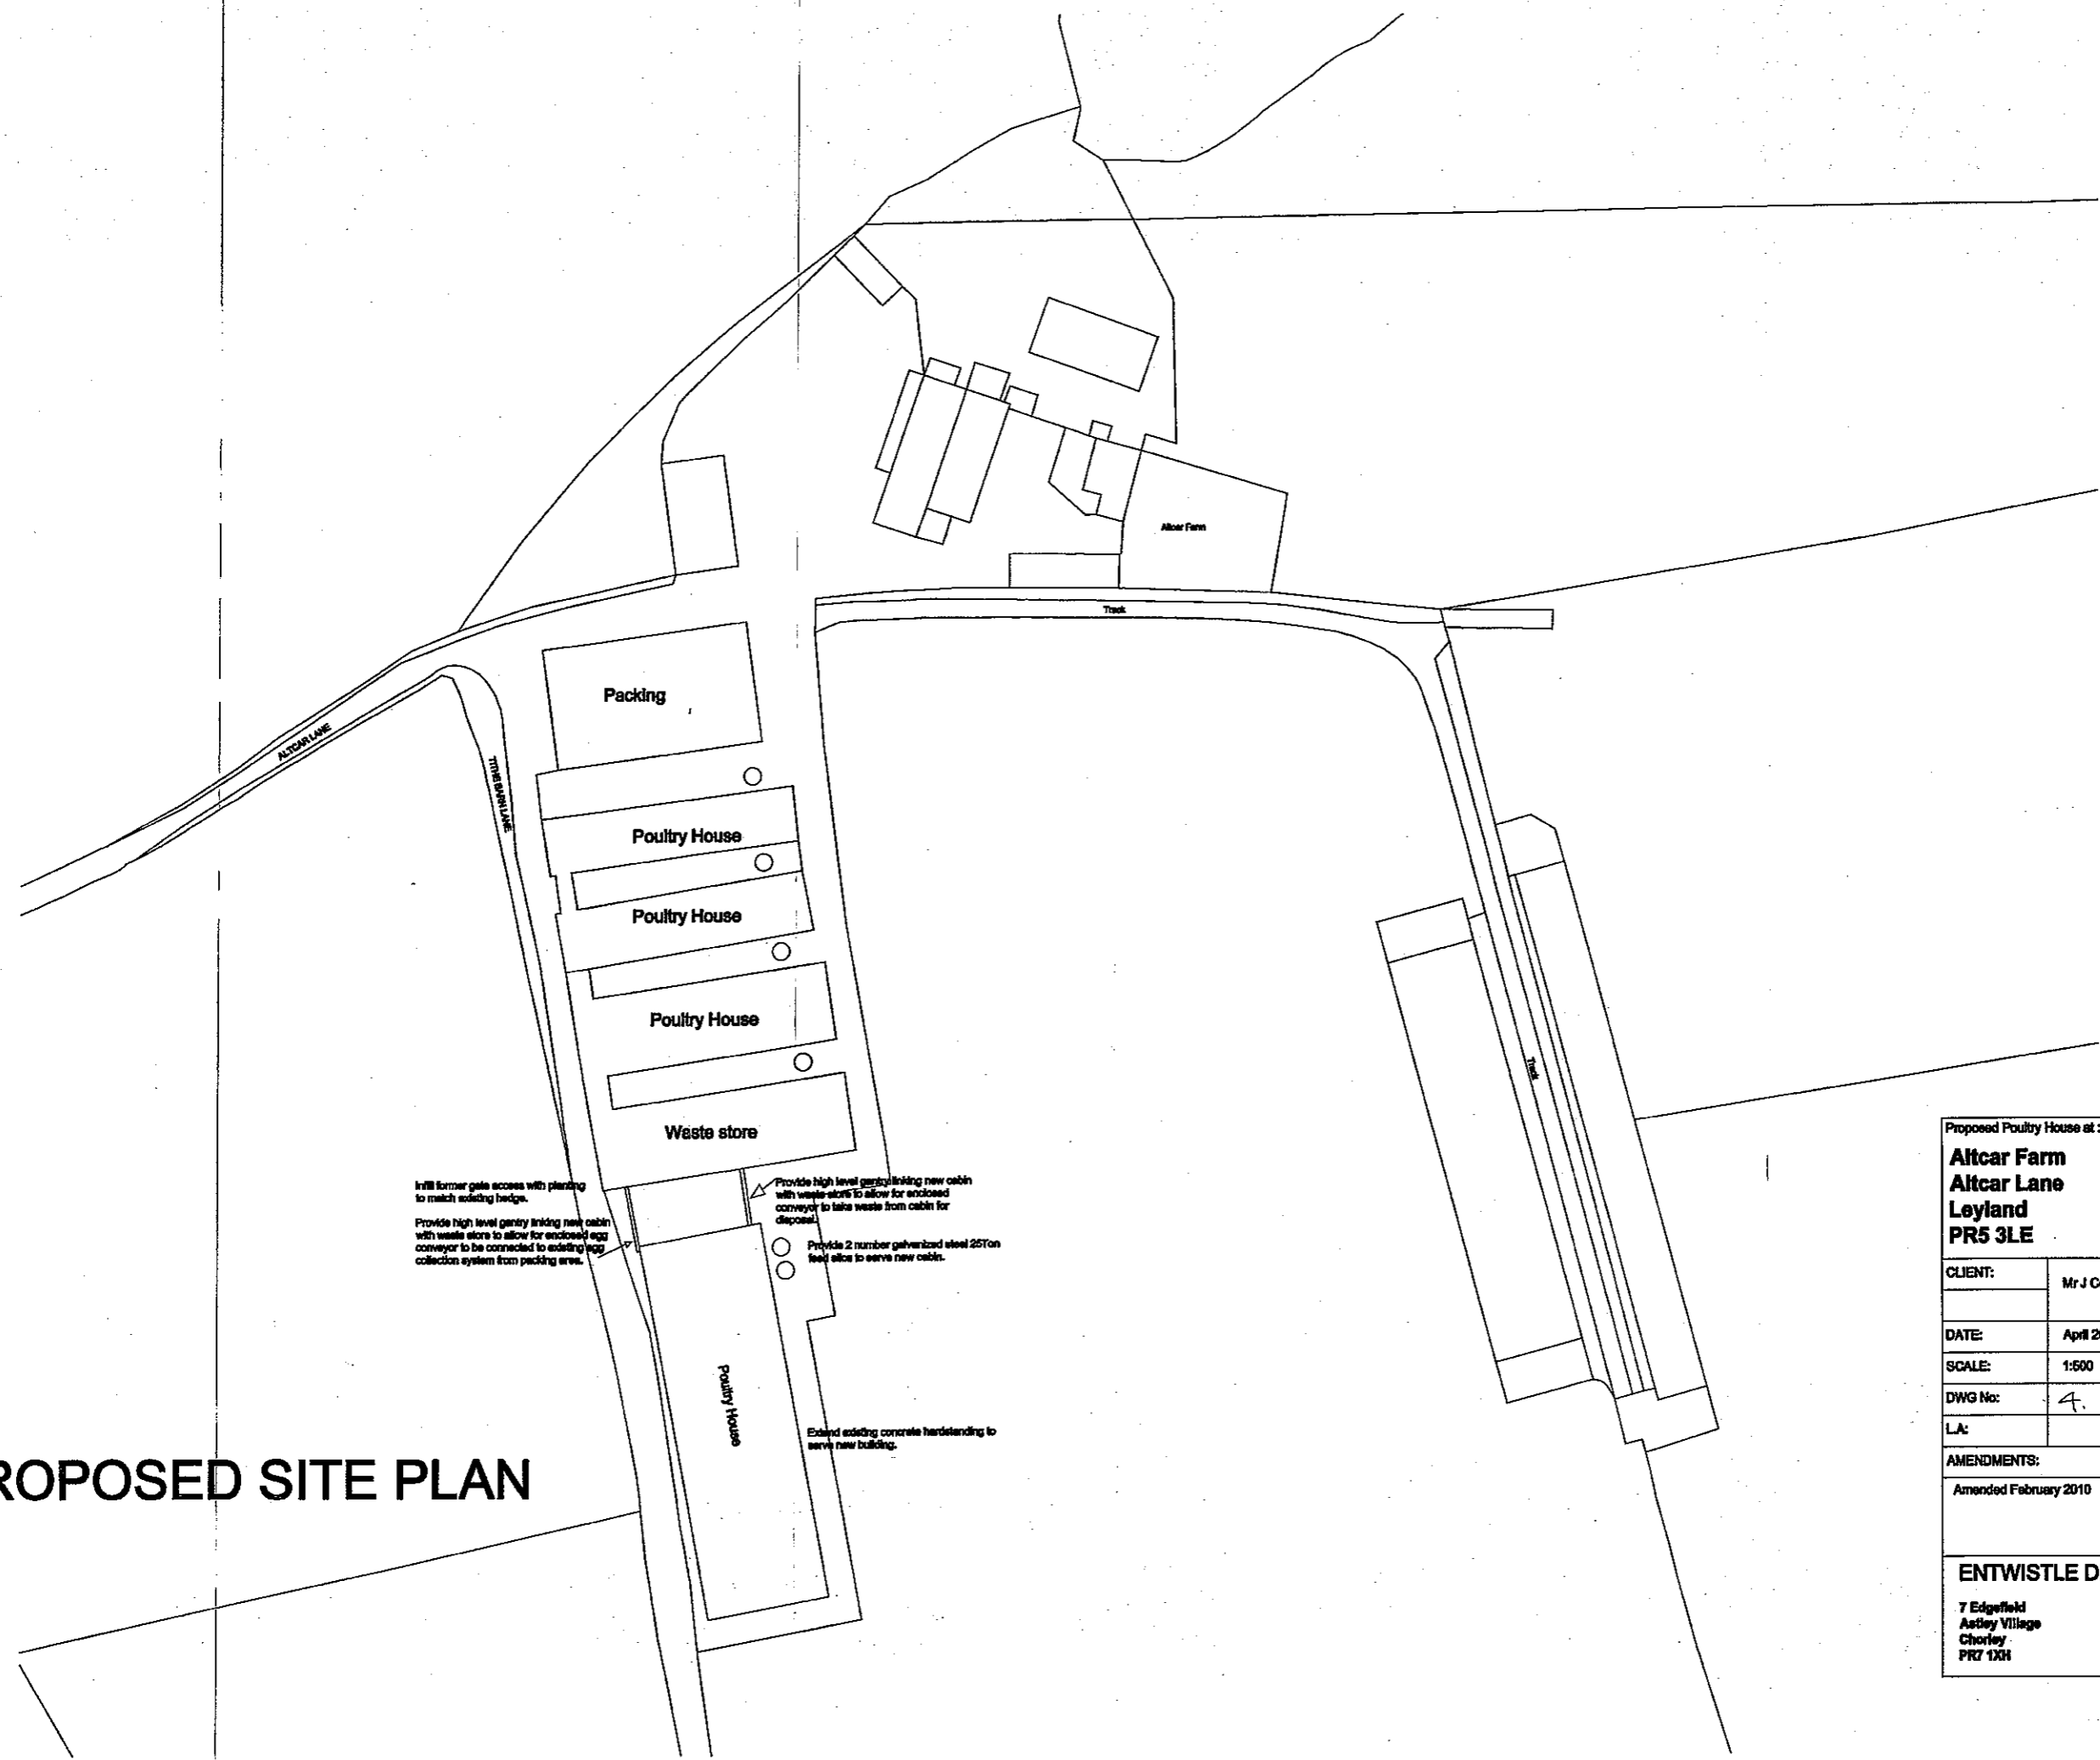 Altcar Farm
Track
Packing
ALTCAR LANE
TITHEBARN LANE
Poultry House
Poultry House
Poultry House
Waste store
Track
Infill former gate access with planting
to match existing hedge.
Provide high level gantry linking new cabin
with waste store to allow for enclosed egg
conveyor to be connected to existing egg
collection system from packing area.
Provide high level gantry linking new cabin
with waste store to allow for enclosed
conveyor to take waste from cabin for
disposal.
Provide 2 number galvanized steel 25Ton
feed silos to serve new cabin.
Poultry House
Extend existing concrete hardstanding to
serve new building.
ROPOSED SITE PLAN
Proposed Poultry House at :
Altcar Farm
Altcar Lane
Leyland
PR5 3LE
CLIENT:
Mr J C
DATE:
April 2
SCALE:
1:500
DWG No:
4.
L.A:
AMENDMENTS:
Amended February 2010
ENTWISTLE D
7 Edgefield
Astley Village
Chorley
PR7 1XH